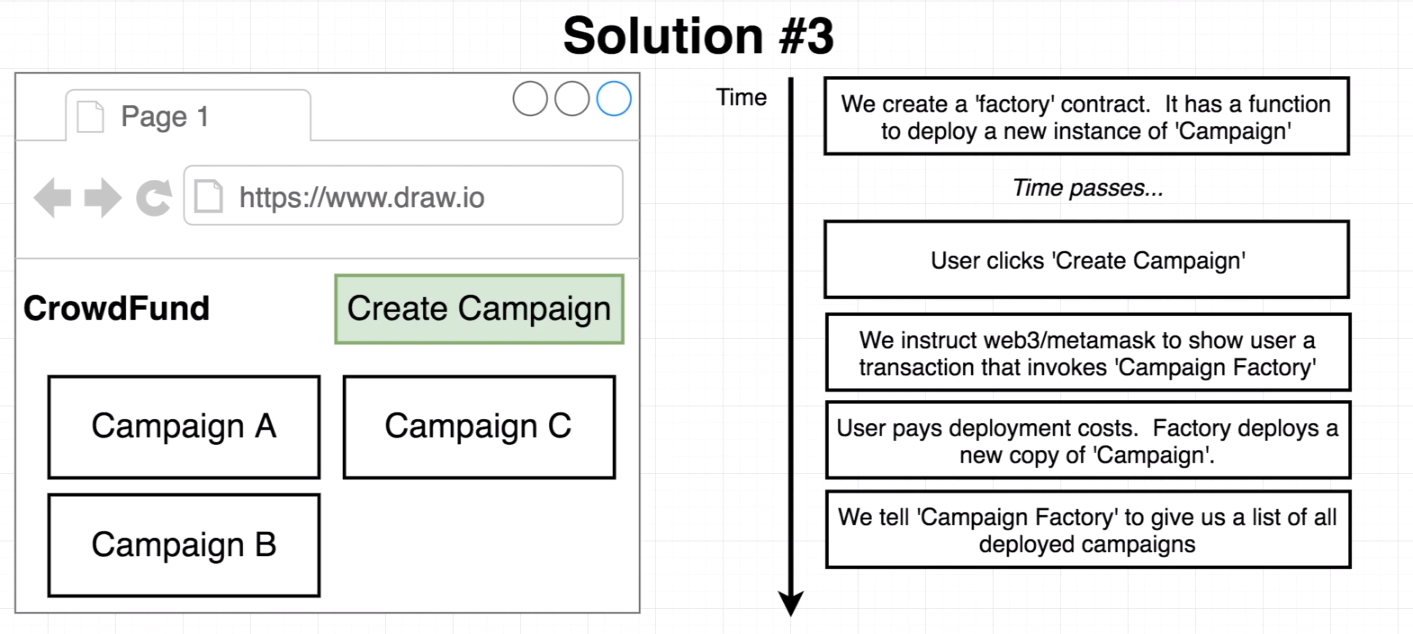 Solution #3
Page 1
https://www.draw.io
CrowdFund
Create Campaign
Campaign A
Campaign C
Campaign B
Time
We create a 'factory' contract.  It has a function
to deploy a new instance of 'Campaign'
Time passes...
User clicks 'Create Campaign'
We instruct web3/metamask to show user a
transaction that invokes 'Campaign Factory'
User pays deployment costs.  Factory deploys a
new copy of 'Campaign'.
We tell 'Campaign Factory' to give us a list of all
deployed campaigns